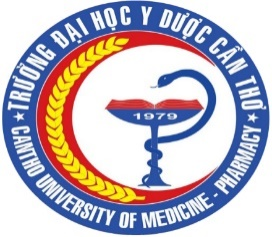 TRƯỜNG ĐẠI HỌC Y DƯỢC CẦN THƠ
1979
CANTHO UNIVERSITY OF MEDICINE - PHARMACY